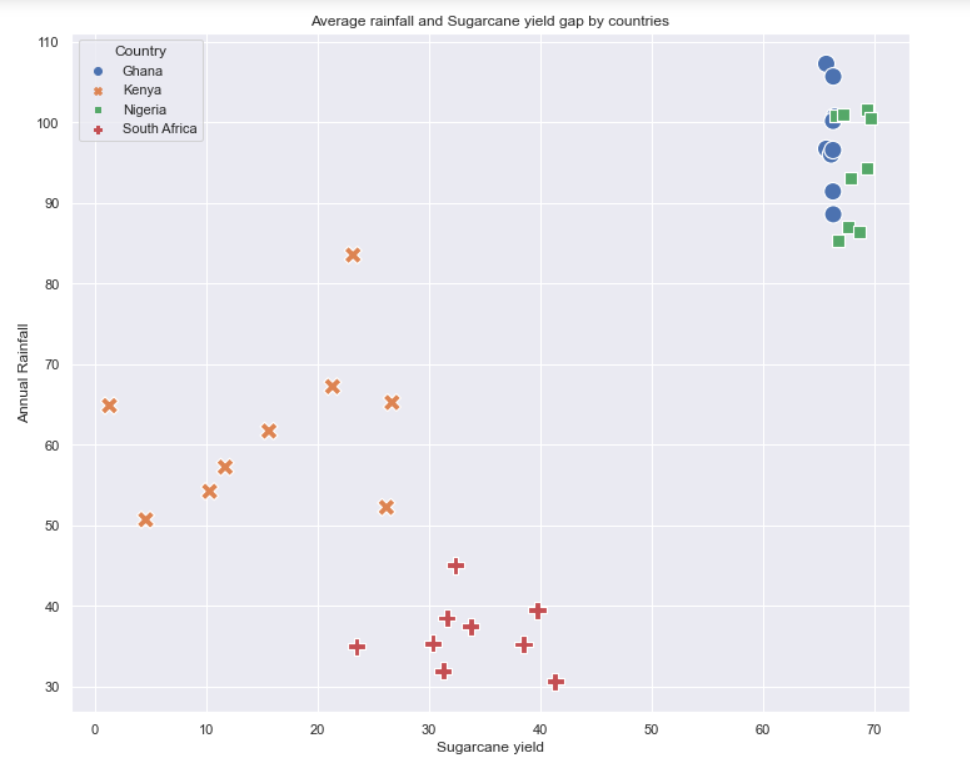 Average rainfall and Sugarcane yield gap by countries
110
100
90
80
70
60
50
40
30
Annual Rainfall
Country
Ghana
Kenya
Nigeria
South Africa
0 10 20 30 40 50 60 70
Sugarcane yield